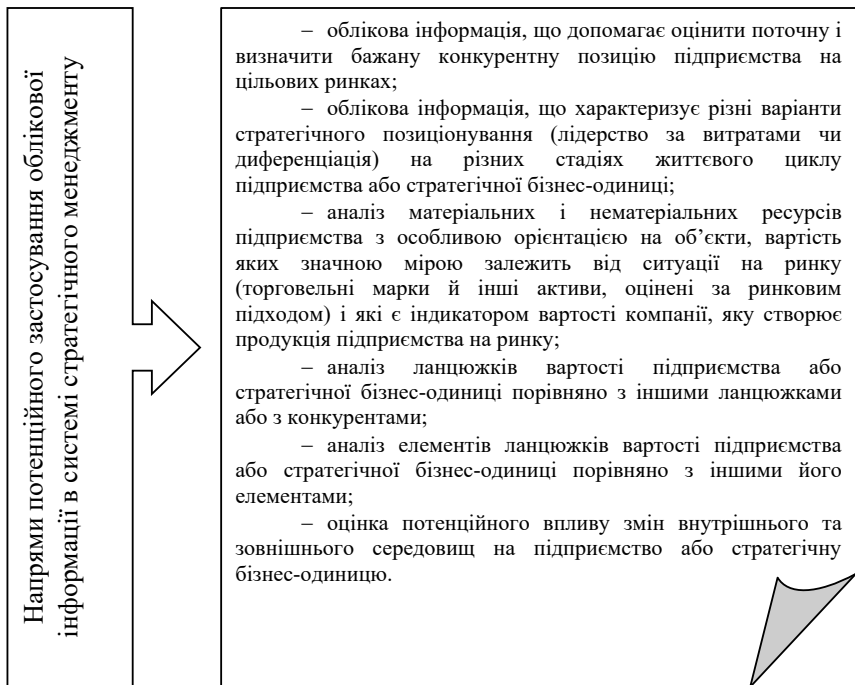 Напрями потенційного застосування облікової
інформації в системі стратегічного менеджменту
– облікова інформація, що допомагає оцінити поточну і
визначити бажану конкурентну позицію підприємства на
цільових ринках;
– облікова інформація, що характеризує різні варіанти
стратегічного позиціонування (лідерство за витратами чи
диференціація) на різних стадіях життєвого циклу
підприємства або стратегічної бізнес-одиниці;
– аналіз матеріальних і нематеріальних ресурсів
підприємства з особливою орієнтацією на об’єкти, вартість
яких значною мірою залежить від ситуації на ринку
(торговельні марки й інші активи, оцінені за ринковим
підходом) і які є індикатором вартості компанії, яку створює
продукція підприємства на ринку;
– аналіз ланцюжків вартості підприємства або
стратегічної бізнес-одиниці порівняно з іншими ланцюжками
або з конкурентами;
– аналіз елементів ланцюжків вартості підприємства
або стратегічної бізнес-одиниці порівняно з іншими його
елементами;
– оцінка потенційного впливу змін внутрішнього та
зовнішнього середовищ на підприємство або стратегічну
бізнес-одиницю.